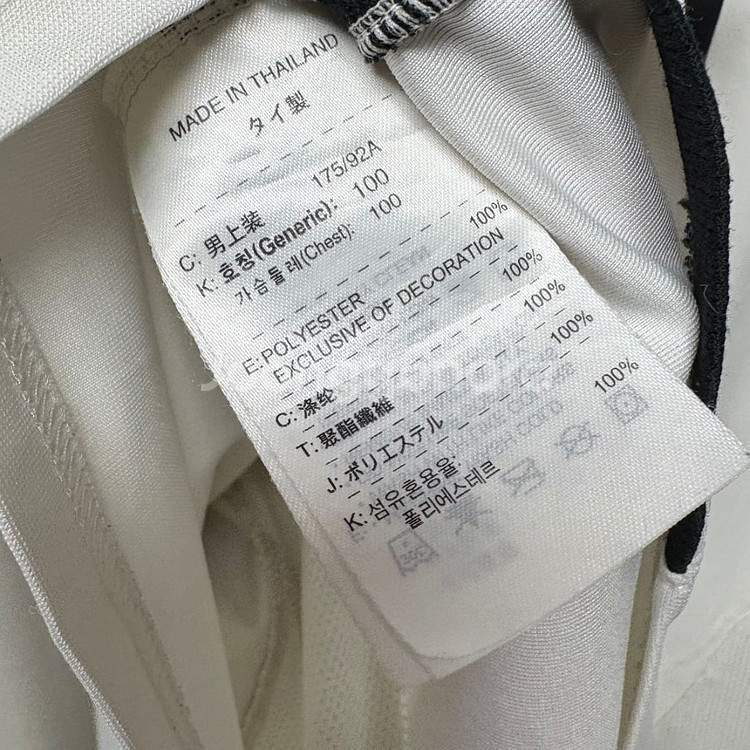 MADE IN THAILAND
タイ製
175/92A
C: 男上装
K: 호칭(Generic): 100
가슴둘레(Chest): 100
E:POLYESTER 100%
EXCLUSIVE OF DECORATION
C: 涤纶 100%
T: 聚酯纖維 100%
J: ポリエステル 100%
K: 섬유혼용율:
폴리에스테르 100%